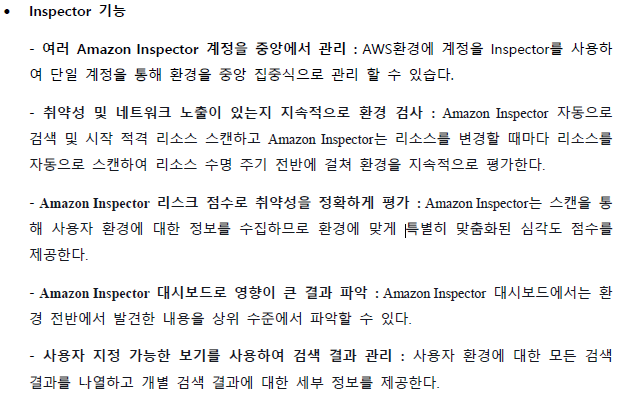 • Inspector 기능
- 여러 Amazon Inspector 계정을 중앙에서 관리 : AWS환경에 계정을 Inspector를 사용하
여 단일 계정을 통해 환경을 중앙 집중식으로 관리 할 수 있습다.
- 취약성 및 네트워크 노출이 있는지 지속적으로 환경 검사 : Amazon Inspector 자동으로
검색 및 시작 적격 리소스 스캔하고 Amazon Inspector는 리소스를 변경할 때마다 리소스를
자동으로 스캔하여 리소스 수명 주기 전반에 걸쳐 환경을 지속적으로 평가한다.
- Amazon Inspector 리스크 점수로 취약성을 정확하게 평가 : Amazon Inspector는 스캔을 통
해 사용자 환경에 대한 정보를 수집하므로 환경에 맞게 특별히 맞춤화된 심각도 점수를
제공한다.
- Amazon Inspector 대시보드로 영향이 큰 결과 파악 : Amazon Inspector 대시보드에서는 환
경 전반에서 발견한 내용을 상위 수준에서 파악할 수 있다.
- 사용자 지정 가능한 보기를 사용하여 검색 결과 관리 : 사용자 환경에 대한 모든 검색
결과를 나열하고 개별 검색 결과에 대한 세부 정보를 제공한다.